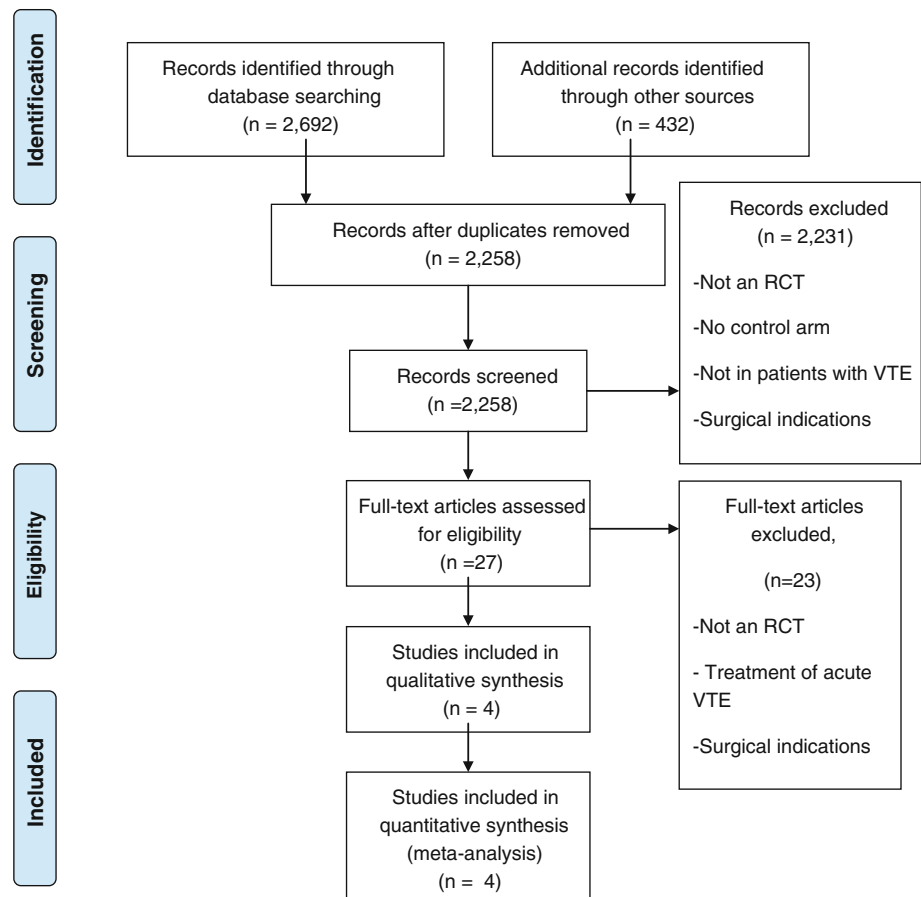 Identification
Records identified through
database searching
(n = 2,692)
Additional records identified
through other sources
(n = 432)
Records after duplicates removed
(n = 2,258)
Records excluded
(n = 2,231)
-Not an RCT
-No control arm
-Not in patients with VTE
-Surgical indications
Screening
Records screened
(n =2,258)
Eligibility
Full-text articles assessed
for eligibility
(n =27)
Full-text articles
excluded,
(n=23)
-Not an RCT
- Treatment of acute
VTE
-Surgical indications
Studies included in
qualitative synthesis
(n = 4)
Included
Studies included in
quantitative synthesis
(meta-analysis)
(n = 4)